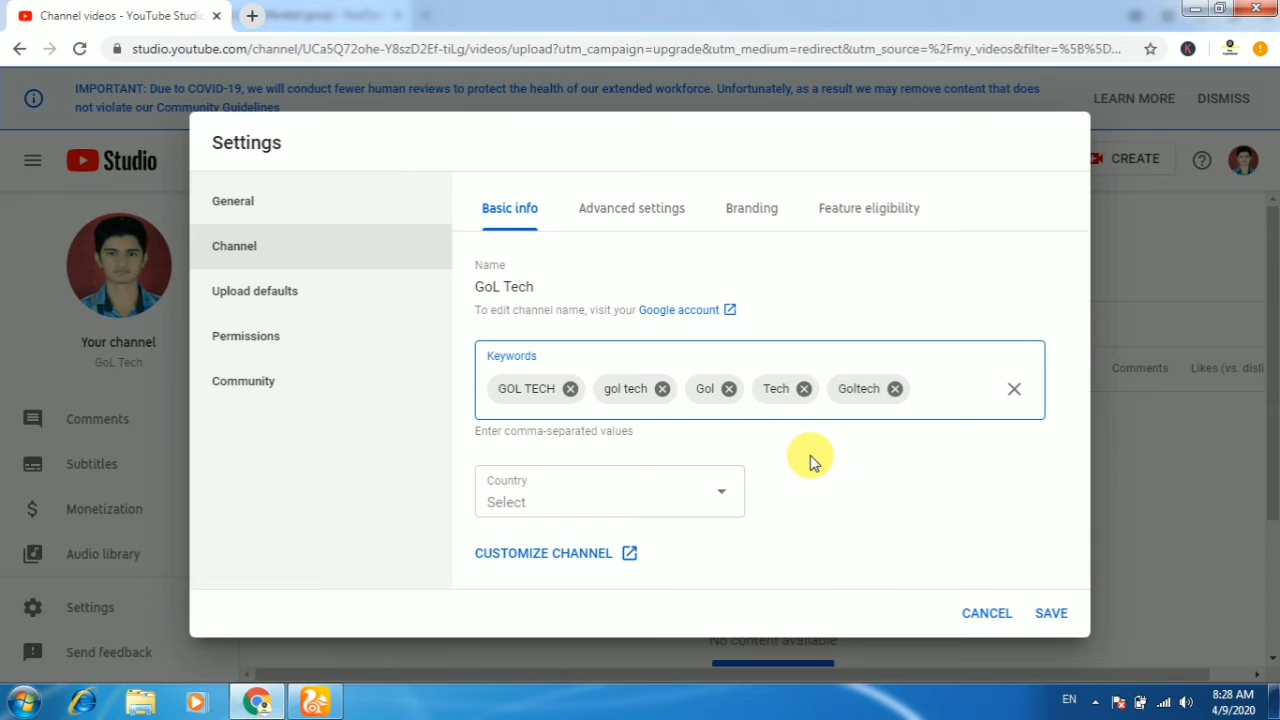 Channel videos - YouTube Studi
studio.youtube.com/channel/UCa5Q72ohe-Y8szD2Ef-tiLg/videos/upload?utm_campaign=upgrade&utm_medium=redirect&utm_source=%2Fmy_videos&filter=%5B%5D...
IMPORTANT: Due to COVID-19, we will conduct fewer human reviews to protect the health of our extended workforce. Unfortunately, as a result we may remove content that does
not violate our Community Guidelines
LEARN MORE
DISMISS
Studio
CREATE
Settings
General
Channel
Upload defaults
Permissions
Community
Basic info
Advanced settings
Branding
Feature eligibility
Name
GoL Tech
To edit channel name, visit your Google account
Keywords
GOL TECH
gol tech
Gol
Tech
Goltech
Enter comma-separated values
Country
Select
CUSTOMIZE CHANNEL
CANCEL
SAVE
Your channel
GoL Tech
Comments
Subtitles
Monetization
Audio library
Settings
Send feedback
Comments
Likes (vs. disli
No content available
EN
8:28 AM
4/9/2020